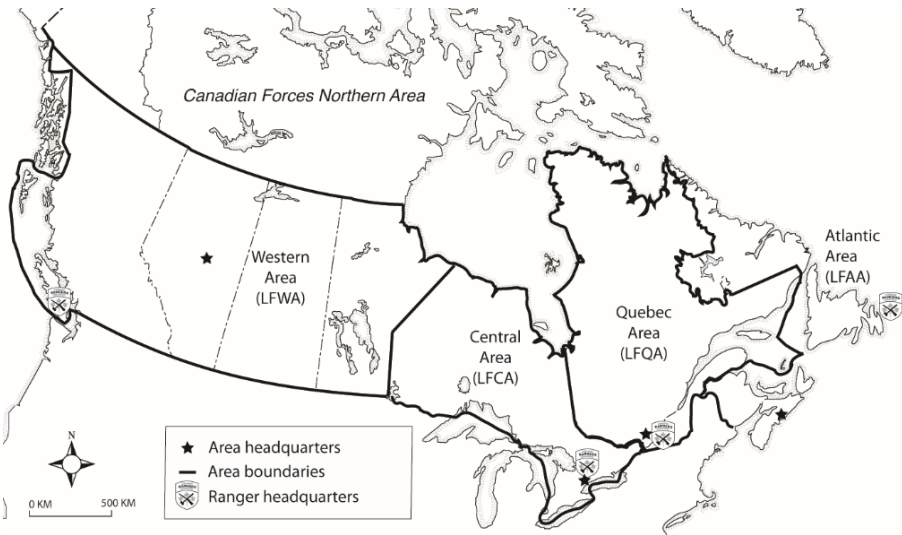 Canadian Forces Northern Area
Western
Area
(LFWA)
Central
Area
(LFCA)
Quebec
Area
(LFQA)
Atlantic
Area
(LFAA)
N
0 KM 500 KM
Area headquarters
Area boundaries
Ranger headquarters